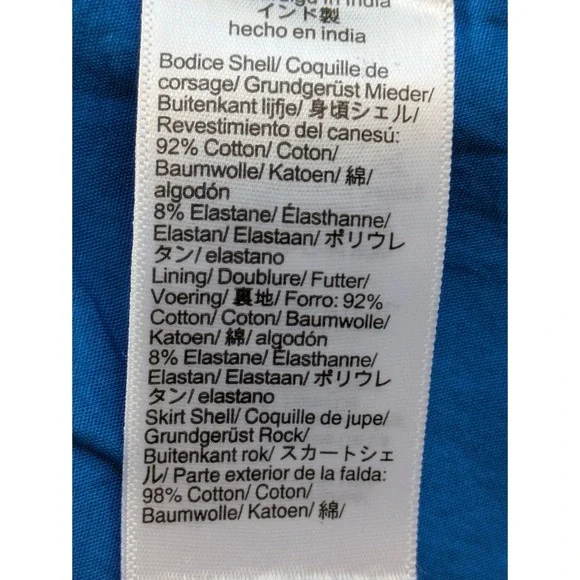 in india
インド製
hecho en india
Bodice Shell/ Coquille de
corsage/ Grundgerüst Mieder/
Buitenkant lijfje/ 身頃シェル/
Revestimiento del canesú:
92% Cotton/ Coton/
Baumwolle/ Katoen/ 綿/
algodón
8% Elastane/ Élasthanne/
Elastan/ Elastaan/ ポリウレ
タン/ elastano
Lining/ Doublure/ Futter/
Voering/ 裏地/ Forro: 92%
Cotton/ Coton/ Baumwolle/
Katoen/ 綿/ algodón
8% Elastane/ Élasthanne/
Elastan/ Elastaan/ ポリウレ
タン/ elastano
Skirt Shell/ Coquille de jupe/
Grundgerüst Rock/
Buitenkant rok/ スカートシェ
ル/ Parte exterior de la falda:
98% Cotton/ Coton/
Baumwolle/ Katoen/ 綿/